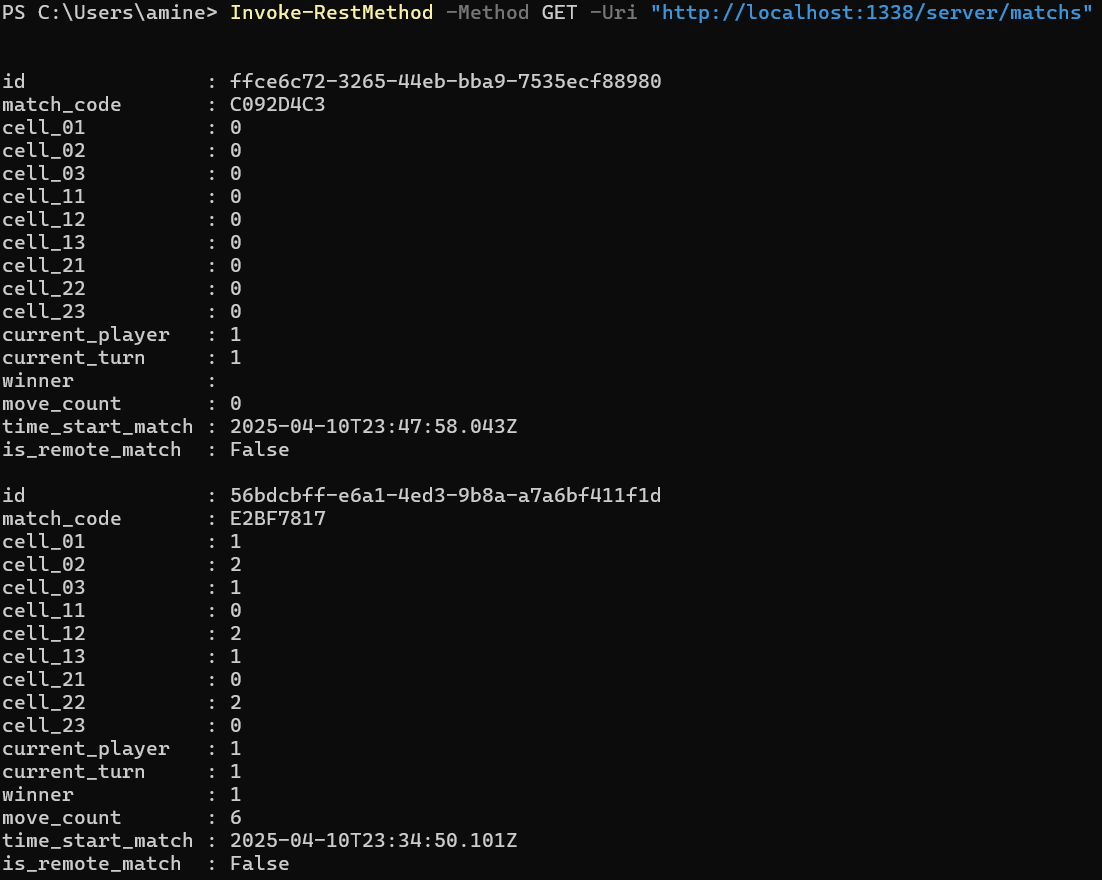 PS C:\Users\amine> Invoke-RestMethod -Method GET -Uri "http://localhost:1338/server/matchs"
id : ffce6c72-3265-44eb-bba9-7535ecf88980
match_code : C092D4C3
cell_01 : 0
cell_02 : 0
cell_03 : 0
cell_11 : 0
cell_12 : 0
cell_13 : 0
cell_21 : 0
cell_22 : 0
cell_23 : 0
current_player : 1
current_turn : 1
winner :
move_count : 0
time_start_match : 2025-04-10T23:47:58.043Z
is_remote_match : False
id : 56bdcbff-e6a1-4ed3-9b8a-a7a6bf411f1d
match_code : E2BF7817
cell_01 : 1
cell_02 : 2
cell_03 : 1
cell_11 : 0
cell_12 : 2
cell_13 : 1
cell_21 : 0
cell_22 : 2
cell_23 : 0
current_player : 1
current_turn : 1
winner : 1
move_count : 6
time_start_match : 2025-04-10T23:34:50.101Z
is_remote_match : False